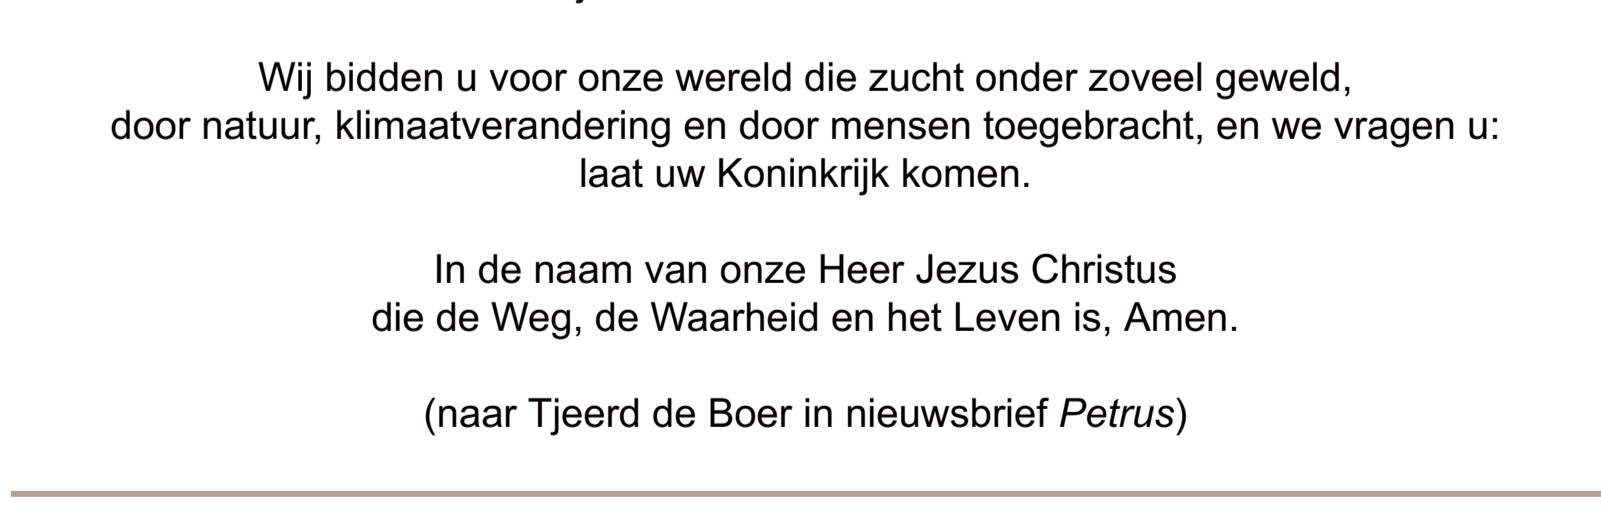 Wij bidden u voor onze wereld die zucht onder zoveel geweld,
door natuur, klimaatverandering en door mensen toegebracht, en we vragen u:
laat uw Koninkrijk komen.
In de naam van onze Heer Jezus Christus
die de Weg, de Waarheid en het Leven is, Amen.
(naar Tjeerd de Boer in nieuwsbrief Petrus)